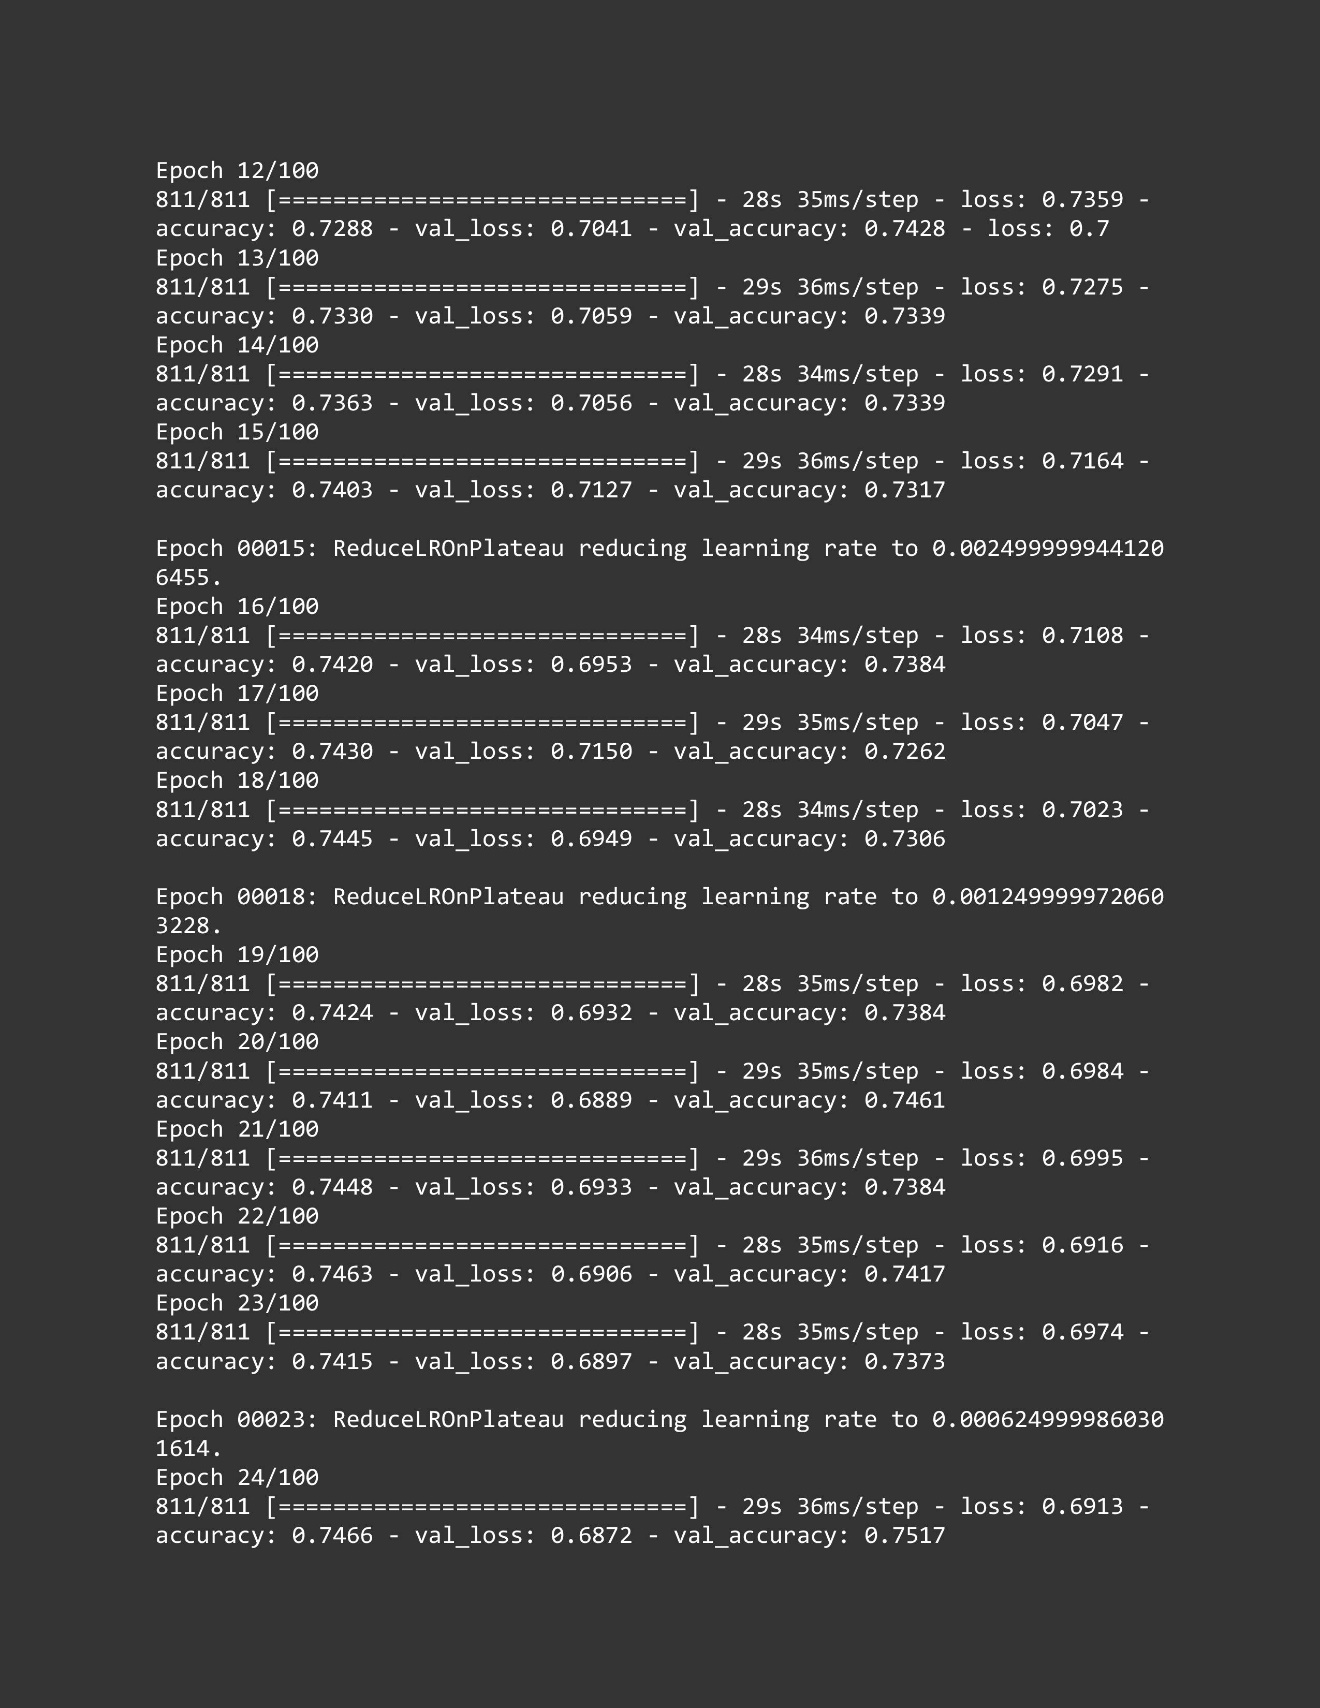 Epoch 12/100
811/811 [==============================] - 28s 35ms/step - loss: 0.7359 -
accuracy: 0.7288 - val_loss: 0.7041 - val_accuracy: 0.7428 - loss: 0.7
Epoch 13/100
811/811 [==============================] - 29s 36ms/step - loss: 0.7275 -
accuracy: 0.7330 - val_loss: 0.7059 - val_accuracy: 0.7339
Epoch 14/100
811/811 [==============================] - 28s 34ms/step - loss: 0.7291 -
accuracy: 0.7363 - val_loss: 0.7056 - val_accuracy: 0.7339
Epoch 15/100
811/811 [==============================] - 29s 36ms/step - loss: 0.7164 -
accuracy: 0.7403 - val_loss: 0.7127 - val_accuracy: 0.7317
Epoch 00015: ReduceLROnPlateau reducing learning rate to 0.002499999944120
6455.
Epoch 16/100
811/811 [==============================] - 28s 34ms/step - loss: 0.7108 -
accuracy: 0.7420 - val_loss: 0.6953 - val_accuracy: 0.7384
Epoch 17/100
811/811 [==============================] - 29s 35ms/step - loss: 0.7047 -
accuracy: 0.7430 - val_loss: 0.7150 - val_accuracy: 0.7262
Epoch 18/100
811/811 [==============================] - 28s 34ms/step - loss: 0.7023 -
accuracy: 0.7445 - val_loss: 0.6949 - val_accuracy: 0.7306
Epoch 00018: ReduceLROnPlateau reducing learning rate to 0.001249999972060
3228.
Epoch 19/100
811/811 [==============================] - 28s 35ms/step - loss: 0.6982 -
accuracy: 0.7424 - val_loss: 0.6932 - val_accuracy: 0.7384
Epoch 20/100
811/811 [==============================] - 29s 35ms/step - loss: 0.6984 -
accuracy: 0.7411 - val_loss: 0.6889 - val_accuracy: 0.7461
Epoch 21/100
811/811 [==============================] - 29s 36ms/step - loss: 0.6995 -
accuracy: 0.7448 - val_loss: 0.6933 - val_accuracy: 0.7384
Epoch 22/100
811/811 [==============================] - 28s 35ms/step - loss: 0.6916 -
accuracy: 0.7463 - val_loss: 0.6906 - val_accuracy: 0.7417
Epoch 23/100
811/811 [==============================] - 28s 35ms/step - loss: 0.6974 -
accuracy: 0.7415 - val_loss: 0.6897 - val_accuracy: 0.7373
Epoch 00023: ReduceLROnPlateau reducing learning rate to 0.000624999986030
1614.
Epoch 24/100
811/811 [==============================] - 29s 36ms/step - loss: 0.6913 -
accuracy: 0.7466 - val_loss: 0.6872 - val_accuracy: 0.7517